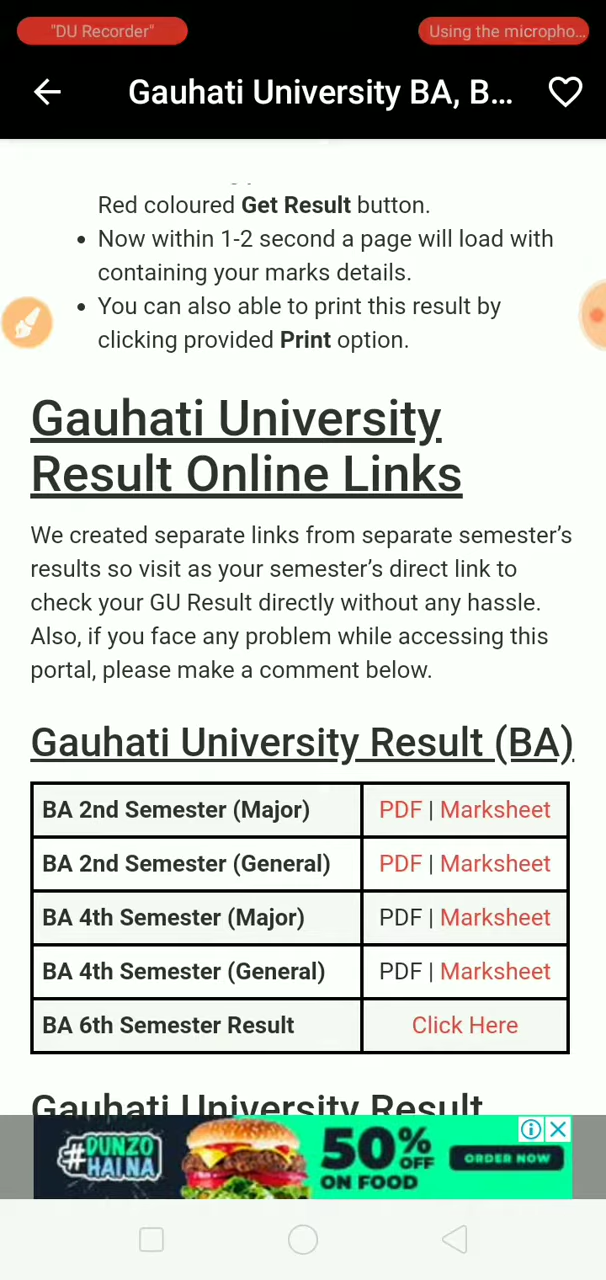 "DU Recorder"
Using the micropho...
Gauhati University BA, B...
Red coloured Get Result button.
• Now within 1-2 second a page will load with
containing your marks details.
• You can also able to print this result by
clicking provided Print option.
Gauhati University
Result Online Links
We created separate links from separate semester's
results so visit as your semester's direct link to
check your GU Result directly without any hassle.
Also, if you face any problem while accessing this
portal, please make a comment below.
Gauhati University Result (BA)
BA 2nd Semester (Major) PDF | Marksheet
BA 2nd Semester (General) PDF | Marksheet
BA 4th Semester (Major) PDF | Marksheet
BA 4th Semester (General) PDF | Marksheet
BA 6th Semester Result Click Here
Gauhati University Result
#DUNZO
HAI NA
50% OFF
ON FOOD
ORDER NOW